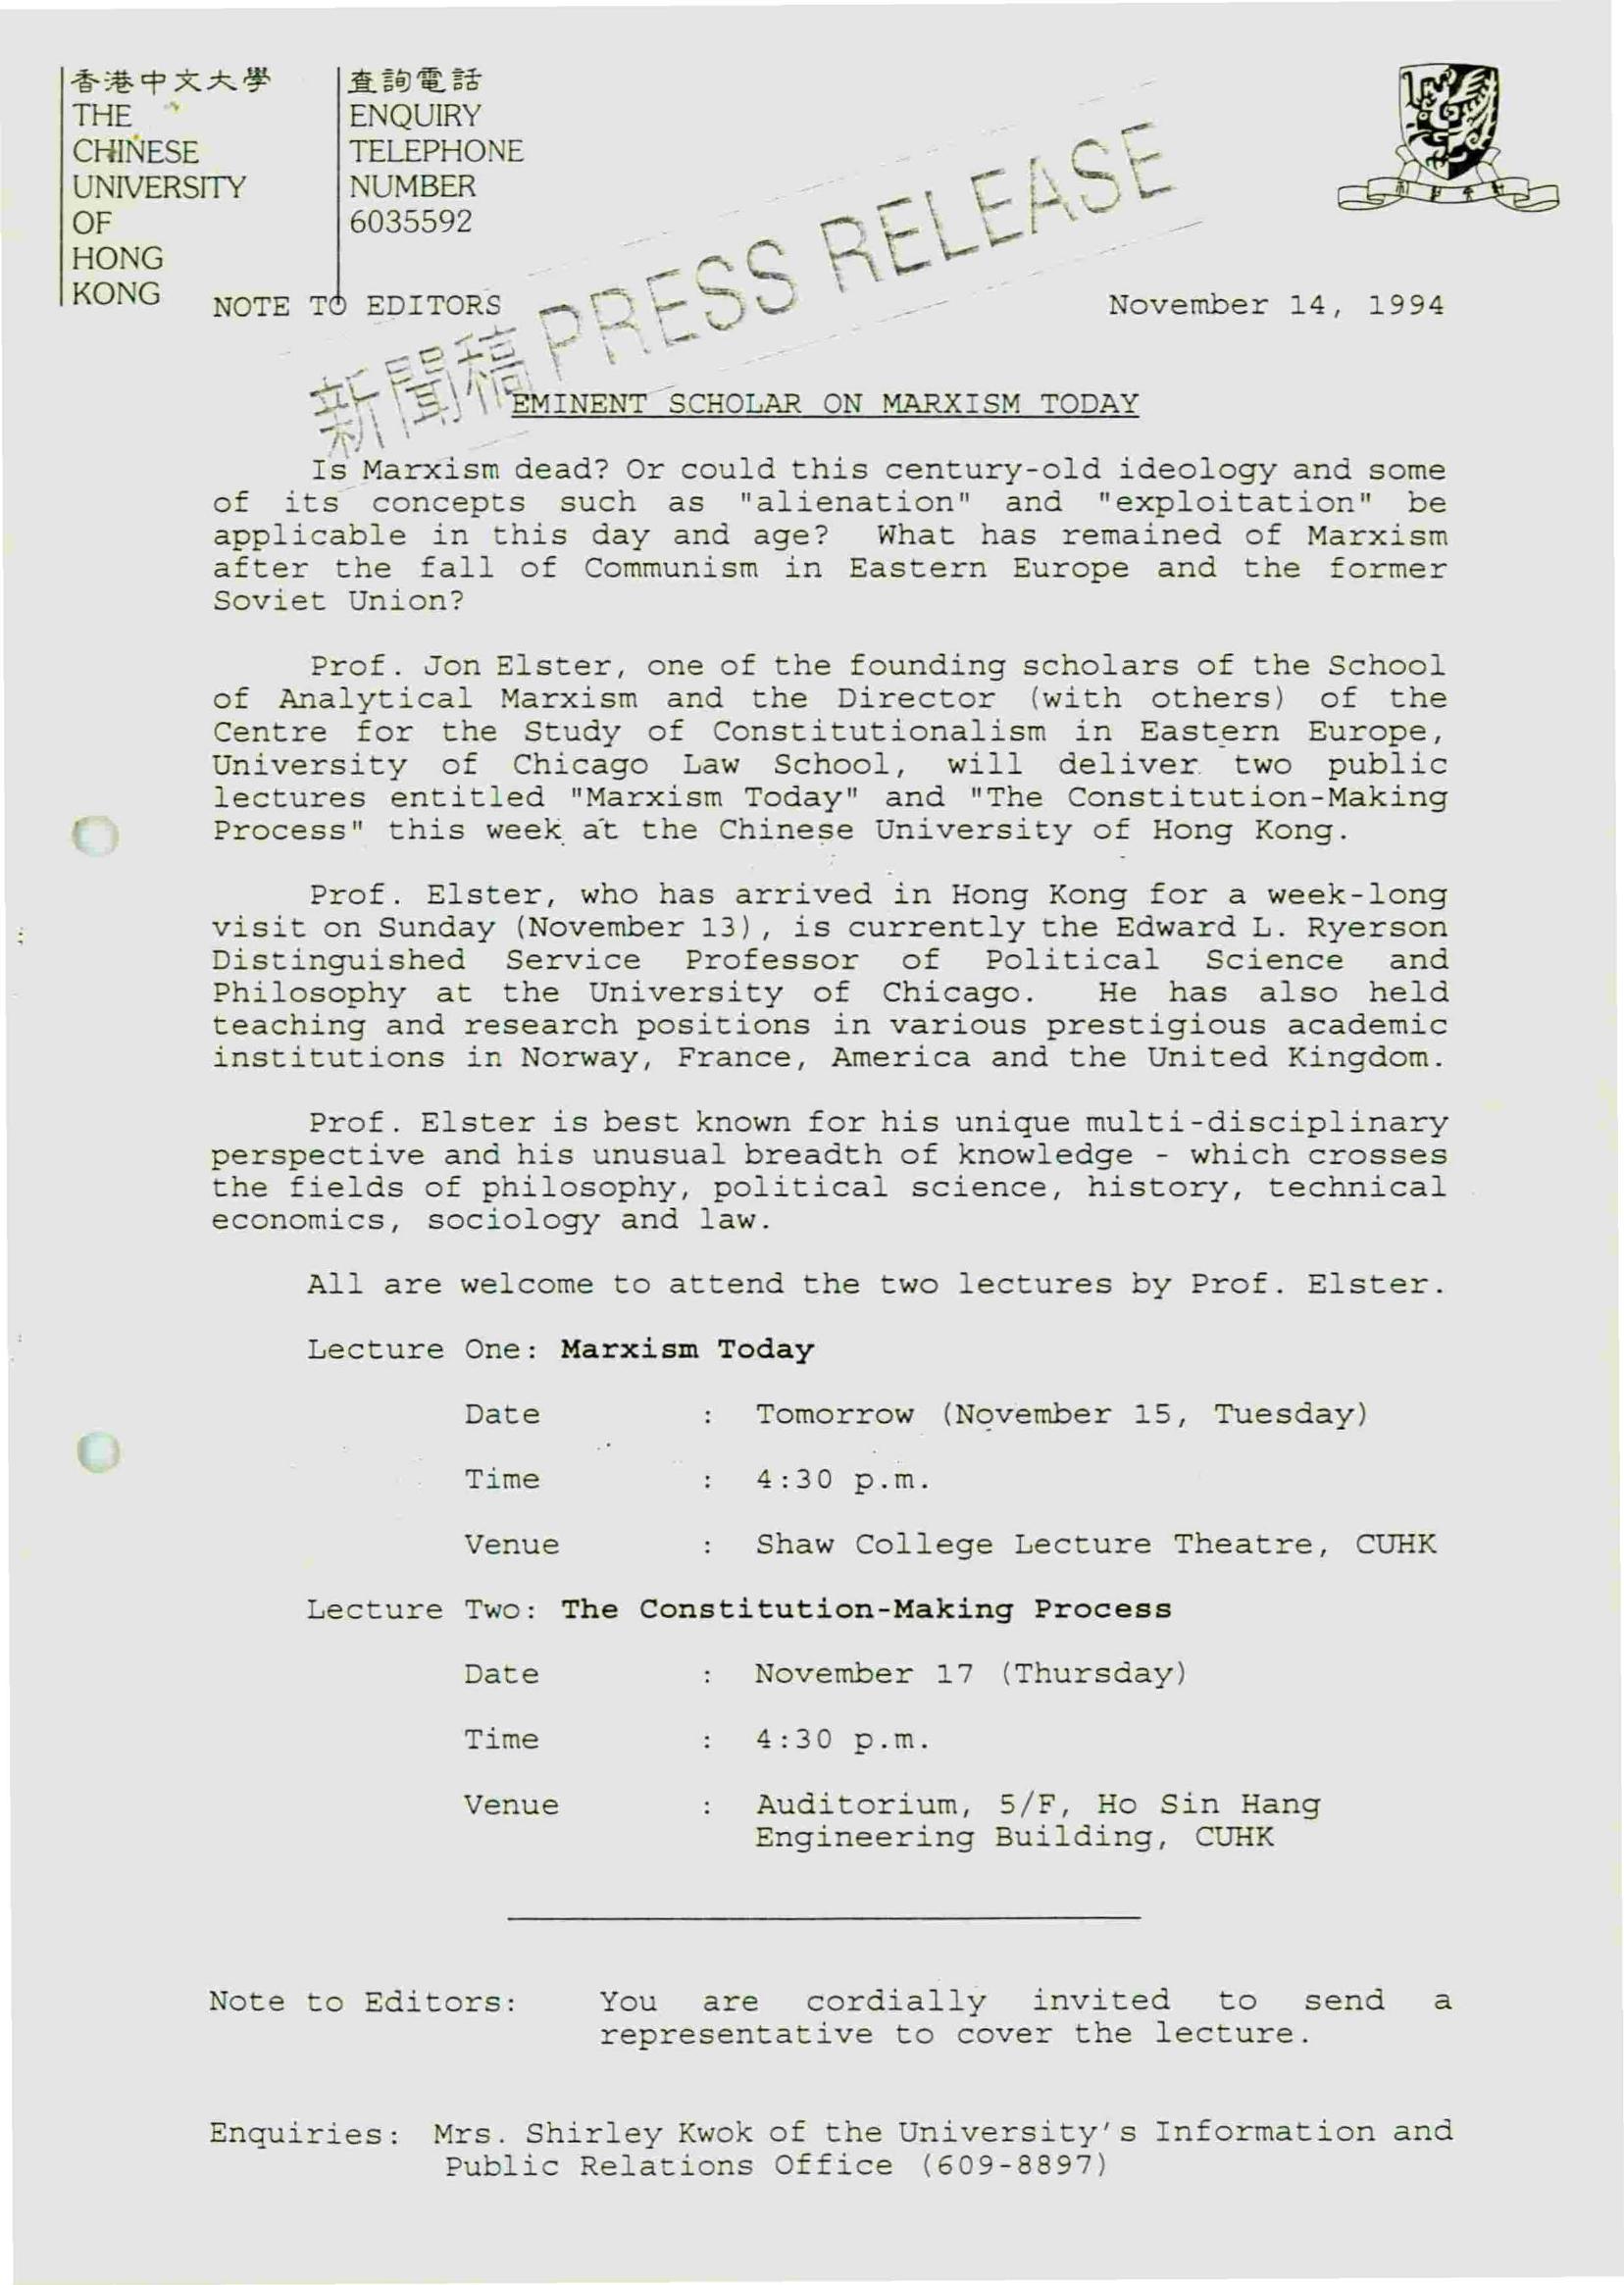 香港中文大學
THE
CHINESE
UNIVERSITY
OF
HONG
KONG
查詢電話
ENQUIRY
TELEPHONE
NUMBER
6035592
新聞稿 PRESS RELEASE
NOTE TO EDITORS
November 14, 1994
EMINENT SCHOLAR ON MARXISM TODAY
Is Marxism dead? Or could this century-old ideology and some
of its concepts such as "alienation" and "exploitation" be
applicable in this day and age? What has remained of Marxism
after the fall of Communism in Eastern Europe and the former
Soviet Union?
Prof. Jon Elster, one of the founding scholars of the School
of Analytical Marxism and the Director (with others) of the
Centre for the Study of Constitutionalism in Eastern Europe,
University of Chicago Law School, will deliver two public
lectures entitled "Marxism Today" and "The Constitution-Making
Process" this week at the Chinese University of Hong Kong.
Prof. Elster, who has arrived in Hong Kong for a week-long
visit on Sunday (November 13), is currently the Edward L. Ryerson
Distinguished Service Professor of Political Science and
Philosophy at the University of Chicago. He has also held
teaching and research positions in various prestigious academic
institutions in Norway, France, America and the United Kingdom.
Prof. Elster is best known for his unique multi-disciplinary
perspective and his unusual breadth of knowledge - which crosses
the fields of philosophy, political science, history, technical
economics, sociology and law.
All are welcome to attend the two lectures by Prof. Elster.
Lecture One: Marxism Today
Date : Tomorrow (November 15, Tuesday)
Time : 4:30 p.m.
Venue : Shaw College Lecture Theatre, CUHK
Lecture Two: The Constitution-Making Process
Date : November 17 (Thursday)
Time : 4:30 p.m.
Venue : Auditorium, 5/F, Ho Sin Hang
Engineering Building, CUHK
Note to Editors: You are cordially invited to send a
representative to cover the lecture.
Enquiries: Mrs. Shirley Kwok of the University's Information and
Public Relations Office (609-8897)